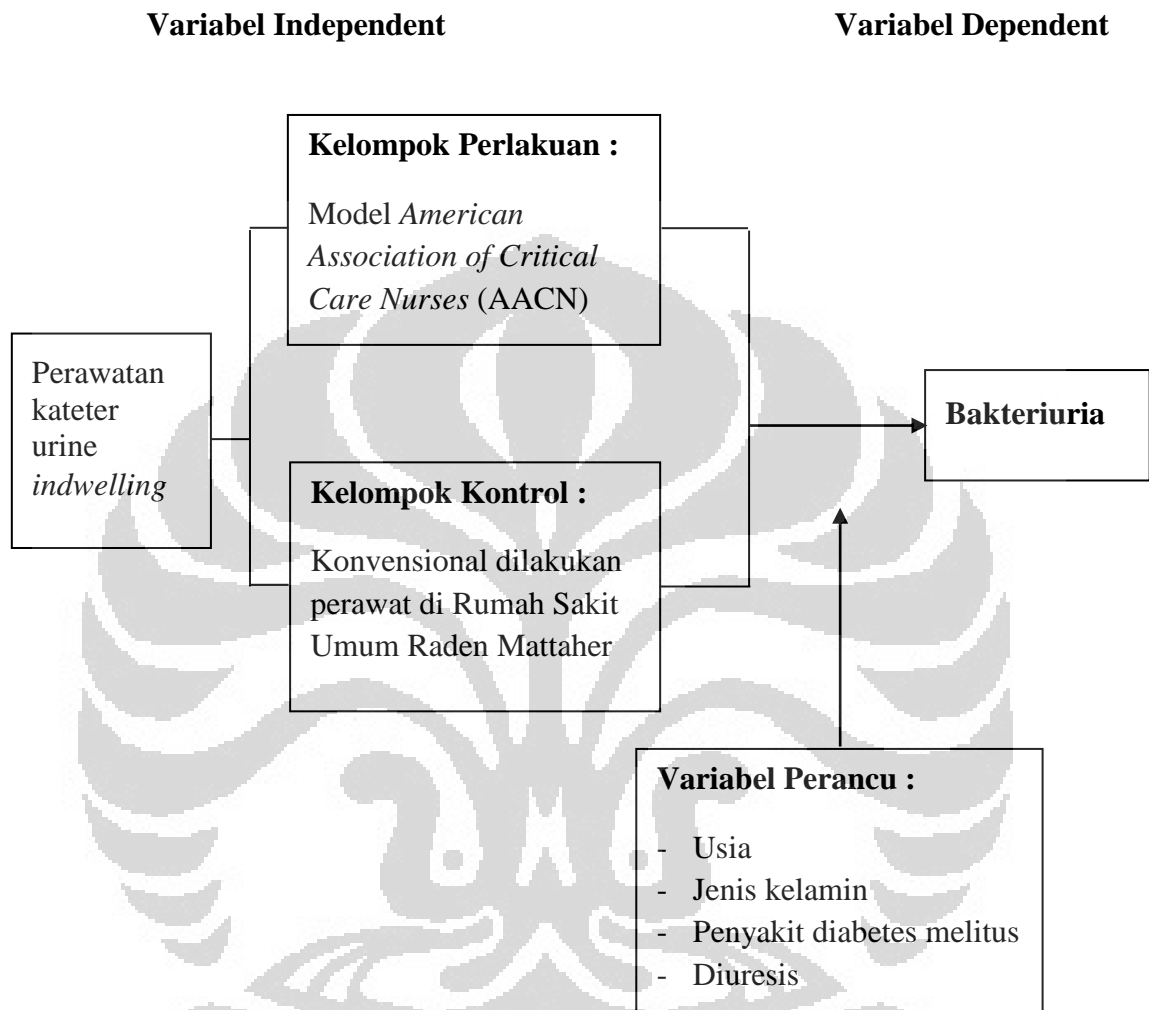 Variabel Independent
Variabel Dependent
Kelompok Perlakuan :
Model American
Association of Critical
Care Nurses (AACN)
Perawatan
kateter
urine
indwelling
Bakteriuria
Kelompok Kontrol :
Konvensional dilakukan
perawat di Rumah Sakit
Umum Raden Mattaher
Variabel Perancu :
- Usia
- Jenis kelamin
- Penyakit diabetes melitus
- Diuresis